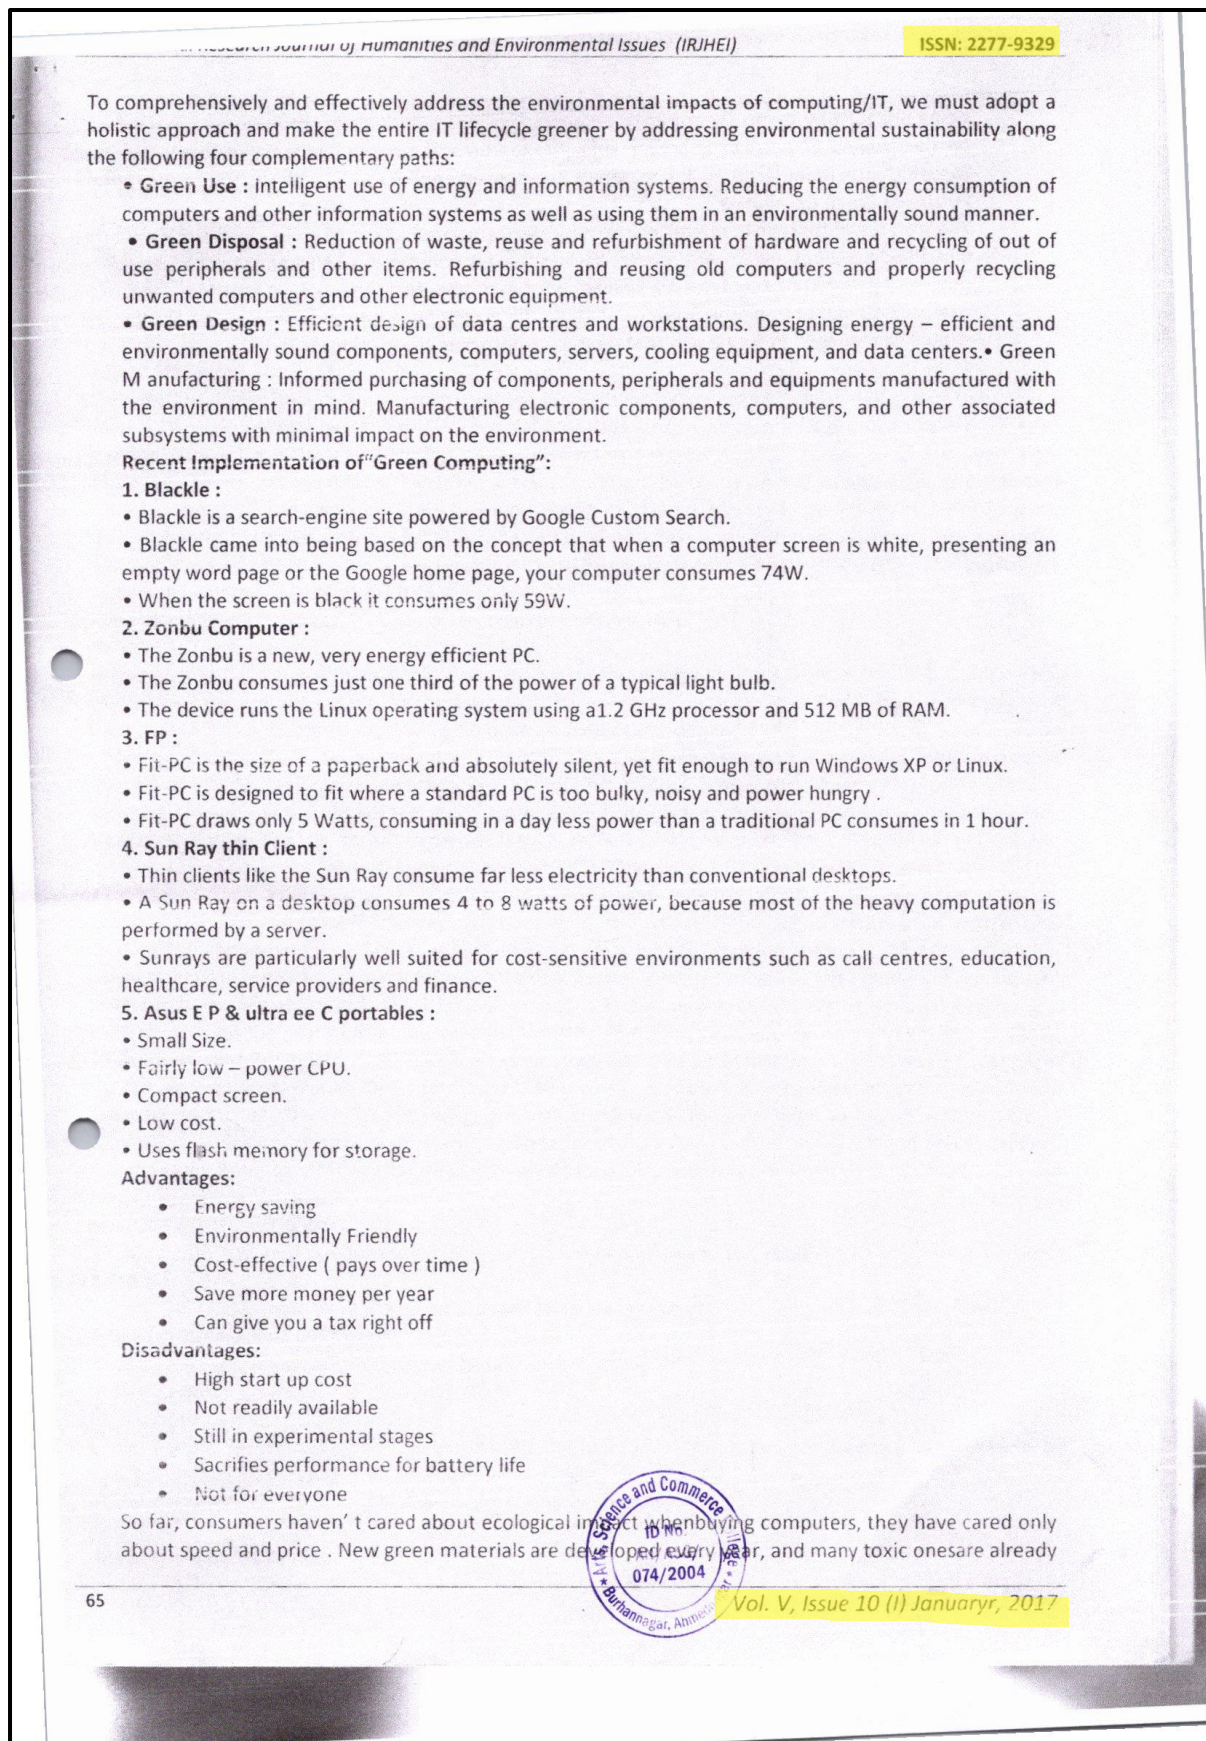 Journal of Humanities and Environmental Issues (IRJHEI) ISSN: 2277-9329
To comprehensively and effectively address the environmental impacts of computing/IT, we must adopt a
holistic approach and make the entire IT lifecycle greener by addressing environmental sustainability along
the following four complementary paths:
• Green Use : Intelligent use of energy and information systems. Reducing the energy consumption of
computers and other information systems as well as using them in an environmentally sound manner.
• Green Disposal : Reduction of waste, reuse and refurbishment of hardware and recycling of out of
use peripherals and other items. Refurbishing and reusing old computers and properly recycling
unwanted computers and other electronic equipment.
• Green Design : Efficient design of data centres and workstations. Designing energy – efficient and
environmentally sound components, computers, servers, cooling equipment, and data centers.• Green
M anufacturing : Informed purchasing of components, peripherals and equipments manufactured with
the environment in mind. Manufacturing electronic components, computers, and other associated
subsystems with minimal impact on the environment.
Recent Implementation of"Green Computing":
1. Blackle :
• Blackle is a search-engine site powered by Google Custom Search.
• Blackle came into being based on the concept that when a computer screen is white, presenting an
empty word page or the Google home page, your computer consumes 74W.
• When the screen is black it consumes only 59W.
2. Zonbu Computer :
• The Zonbu is a new, very energy efficient PC.
• The Zonbu consumes just one third of the power of a typical light bulb.
• The device runs the Linux operating system using a1.2 GHz processor and 512 MB of RAM.
3. FP :
• Fit-PC is the size of a paperback and absolutely silent, yet fit enough to run Windows XP or Linux.
• Fit-PC is designed to fit where a standard PC is too bulky, noisy and power hungry .
• Fit-PC draws only 5 Watts, consuming in a day less power than a traditional PC consumes in 1 hour.
4. Sun Ray thin Client :
• Thin clients like the Sun Ray consume far less electricity than conventional desktops.
• A Sun Ray on a desktop consumes 4 to 8 watts of power, because most of the heavy computation is
performed by a server.
• Sunrays are particularly well suited for cost-sensitive environments such as call centres, education,
healthcare, service providers and finance.
5. Asus E P & ultra ee C portables :
• Small Size.
• Fairly low – power CPU.
• Compact screen.
• Low cost.
• Uses flash memory for storage.
Advantages:
• Energy saving
• Environmentally Friendly
• Cost-effective ( pays over time )
• Save more money per year
• Can give you a tax right off
Disadvantages:
• High start up cost
• Not readily available
• Still in experimental stages
• Sacrifies performance for battery life
• Not for everyone
So far, consumers haven' t cared about ecological impact whenbuying computers, they have cared only
about speed and price . New green materials are developed every year, and many toxic onesare already
Arts, Science and Commerce College
ID No.
074/2004
Burhannagar,
65 Vol. V, Issue 10 (I) Januaryr, 2017